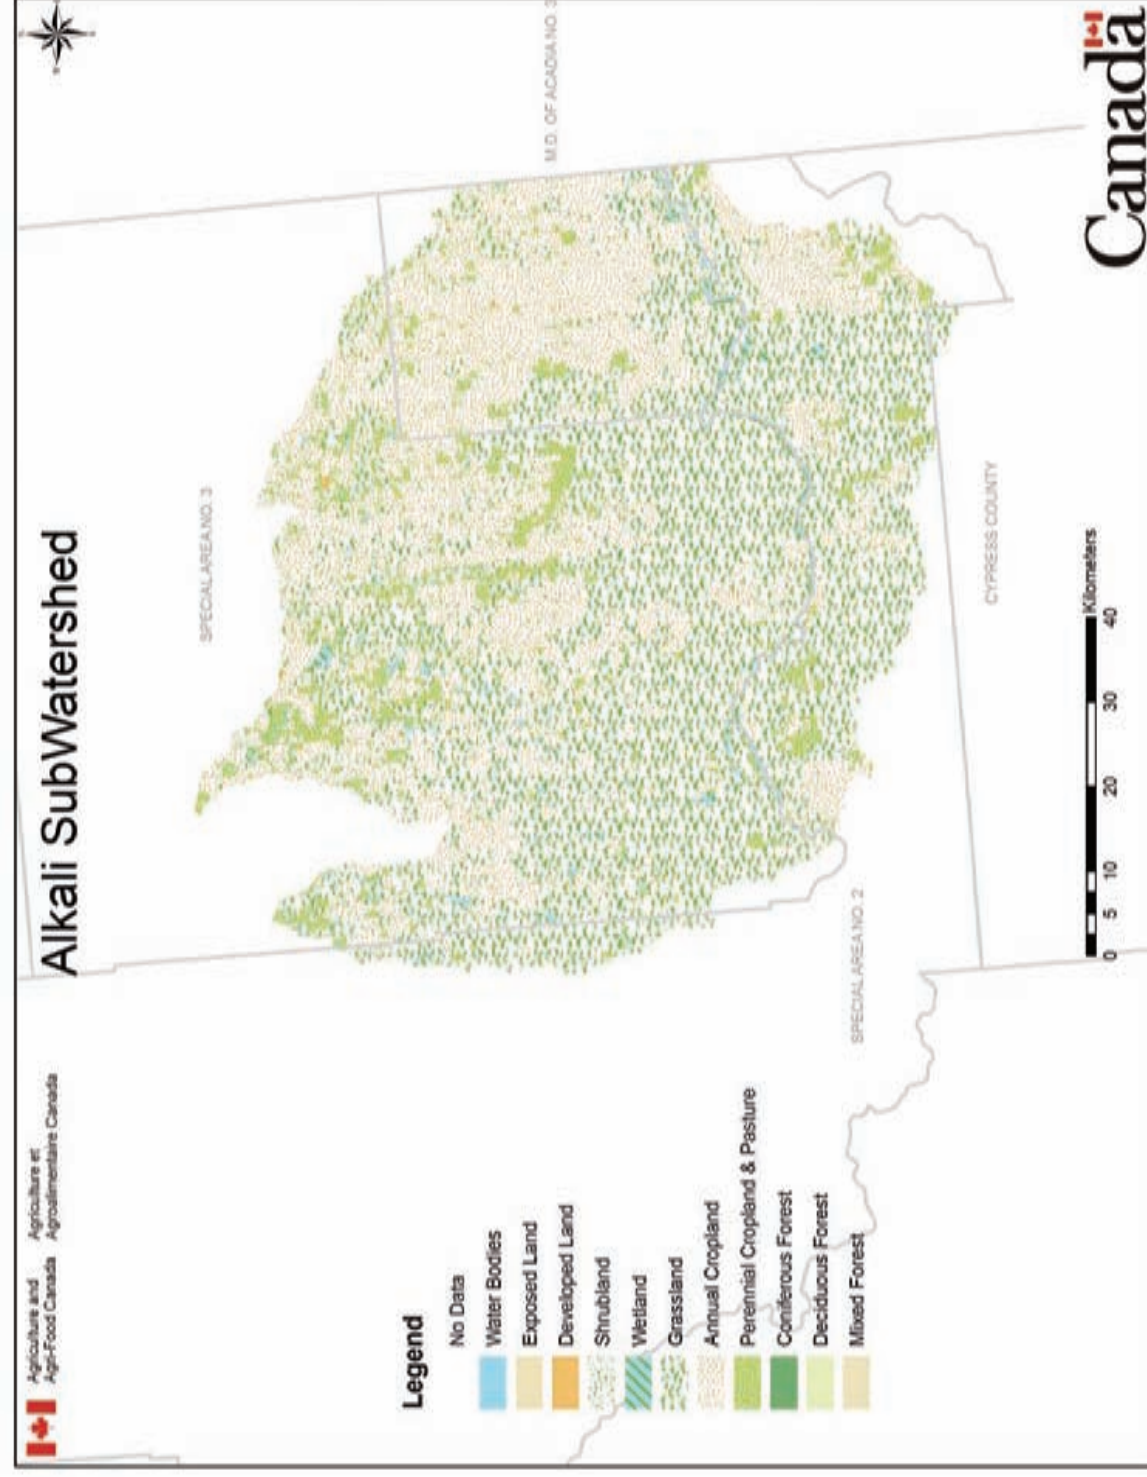 Agriculture and
Agri-Food Canada
Agriculture et
Agroalimentaire Canada
Alkali SubWatershed
SPECIAL AREA NO. 3
M.D. OF ACADIA NO. 3
CYPRESS COUNTY
SPECIAL AREA NO. 2
Legend
No Data
Water Bodies
Exposed Land
Developed Land
Shrubland
Wetland
Grassland
Annual Cropland
Perennial Cropland & Pasture
Coniferous Forest
Deciduous Forest
Mixed Forest
0 5 10 20 30 40
Kilometers
Canada